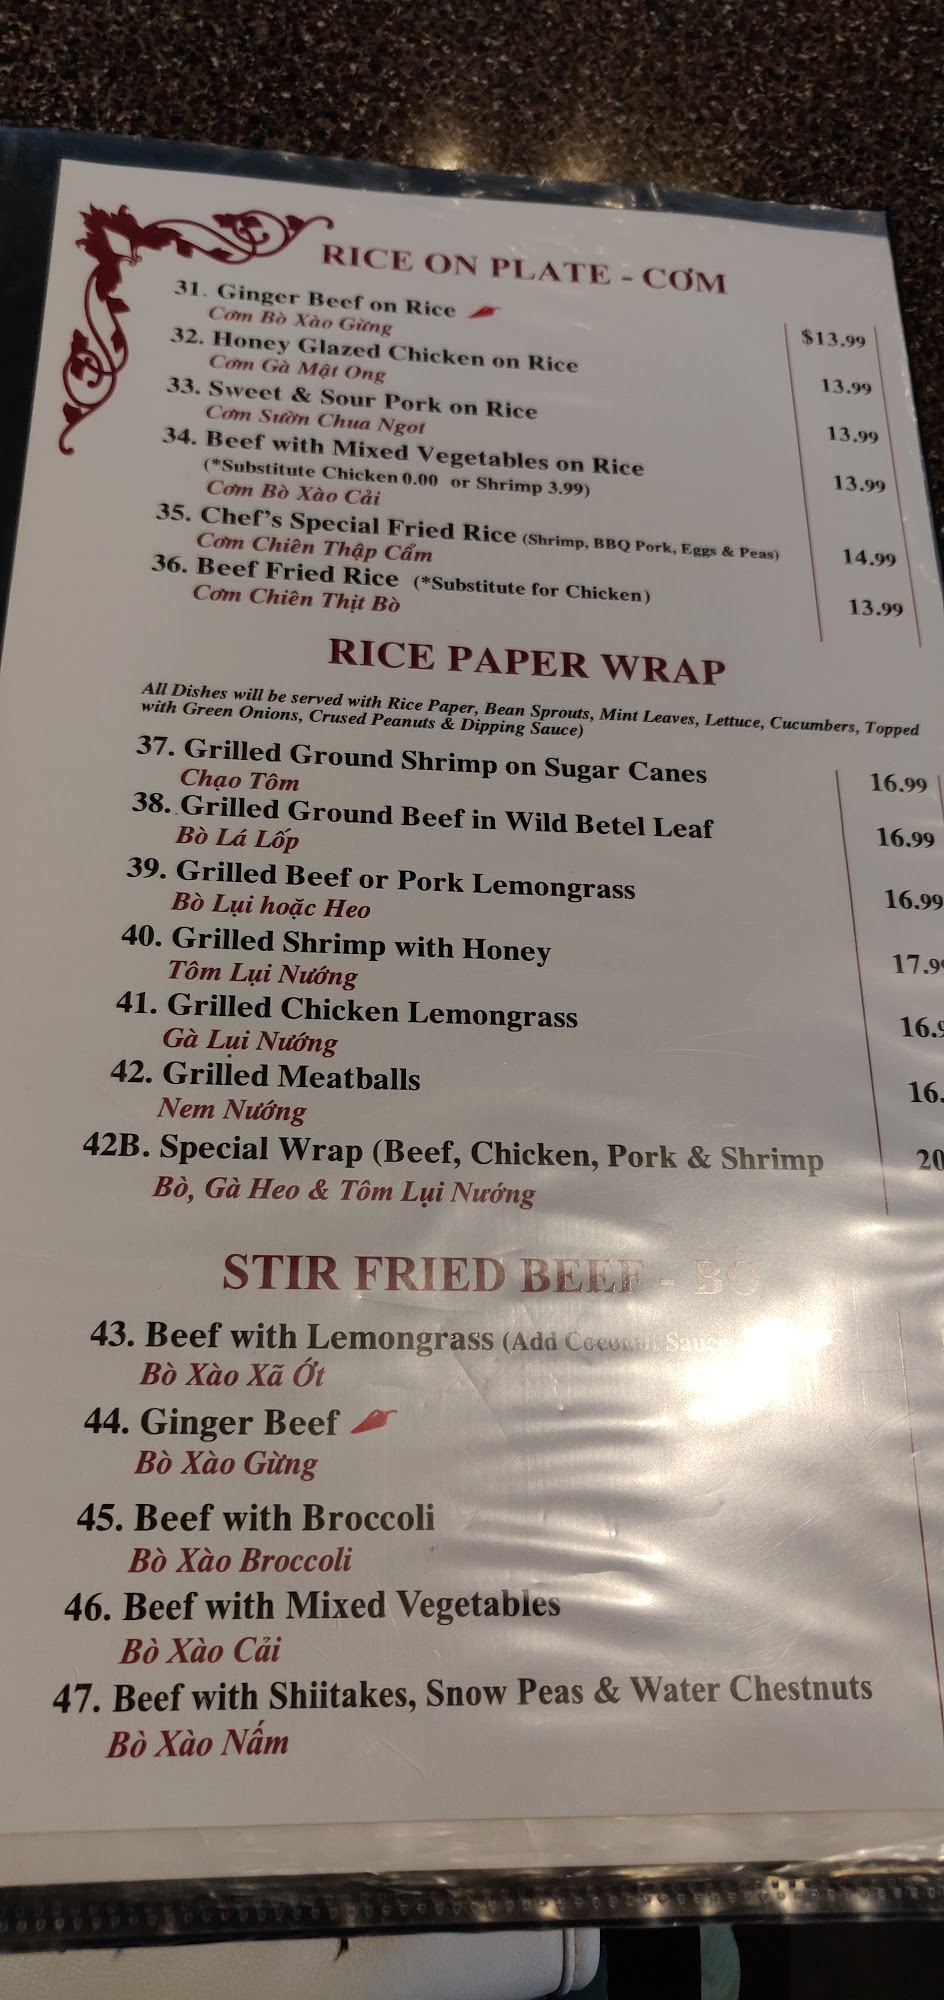 RICE ON PLATE - CƠM
31. Ginger Beef on Rice $13.99
Cơm Bò Xào Gừng
32. Honey Glazed Chicken on Rice 13.99
Cơm Gà Mật Ong
33. Sweet & Sour Pork on Rice 13.99
Cơm Sườn Chua Ngot
34. Beef with Mixed Vegetables on Rice 13.99
(*Substitute Chicken 0.00 or Shrimp 3.99)
Cơm Bò Xào Cải
35. Chef's Special Fried Rice (Shrimp, BBQ Pork, Eggs & Peas) 14.99
Cơm Chiên Thập Cẩm
36. Beef Fried Rice (*Substitute for Chicken) 13.99
Cơm Chiên Thịt Bò
RICE PAPER WRAP
All Dishes will be served with Rice Paper, Bean Sprouts, Mint Leaves, Lettuce, Cucumbers, Topped
with Green Onions, Crused Peanuts & Dipping Sauce)
37. Grilled Ground Shrimp on Sugar Canes 16.99
Chạo Tôm
38. Grilled Ground Beef in Wild Betel Leaf 16.99
Bò Lá Lốp
39. Grilled Beef or Pork Lemongrass 16.99
Bò Lụi hoặc Heo
40. Grilled Shrimp with Honey 17.9
Tôm Lụi Nướng
41. Grilled Chicken Lemongrass 16.9
Gà Lụi Nướng
42. Grilled Meatballs 16.
Nem Nướng
42B. Special Wrap (Beef, Chicken, Pork & Shrimp 20
Bò, Gà Heo & Tôm Lụi Nướng
STIR FRIED BEEF - BÒ
43. Beef with Lemongrass (Add Coconut Sauce
Bò Xào Xã Ớt
44. Ginger Beef
Bò Xào Gừng
45. Beef with Broccoli
Bò Xào Broccoli
46. Beef with Mixed Vegetables
Bò Xào Cải
47. Beef with Shiitakes, Snow Peas & Water Chestnuts
Bò Xào Nấm